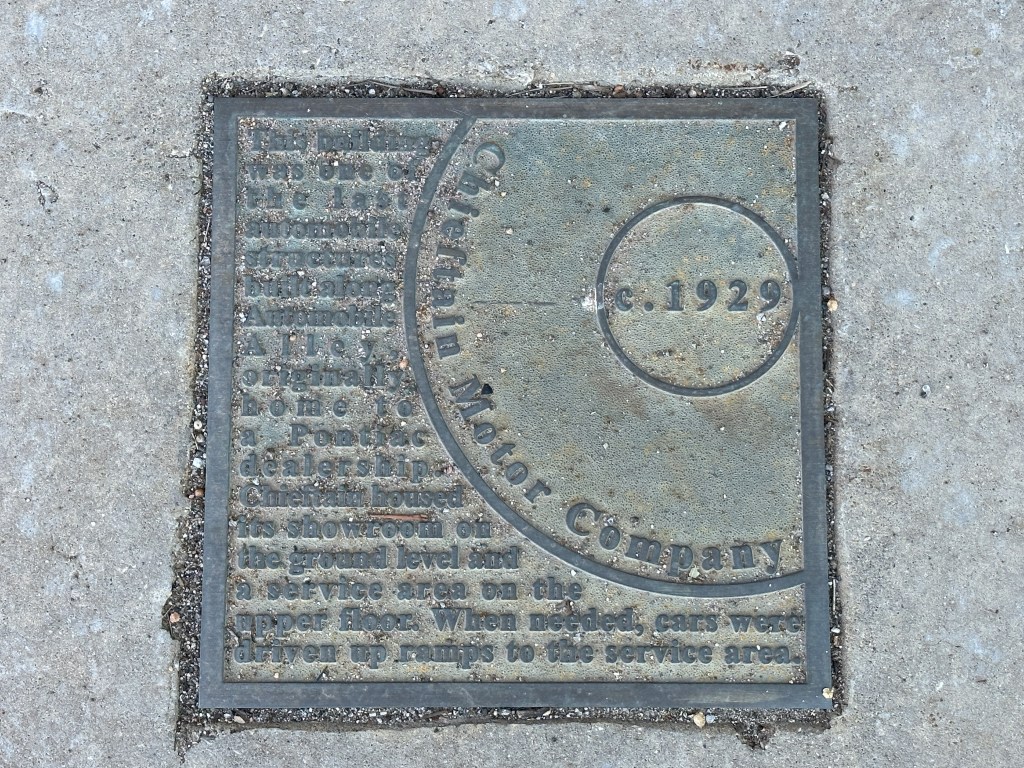 This building
was one of
the last
automobile
structures
built along
Automobile
Alley,
originally
home to
a Pontiac
dealership.
Chieftain housed
its showroom on
the ground level and
a service area on the
upper floor. When needed, cars were
driven up ramps to the service area.
Chieftain Motor Company
c.1929